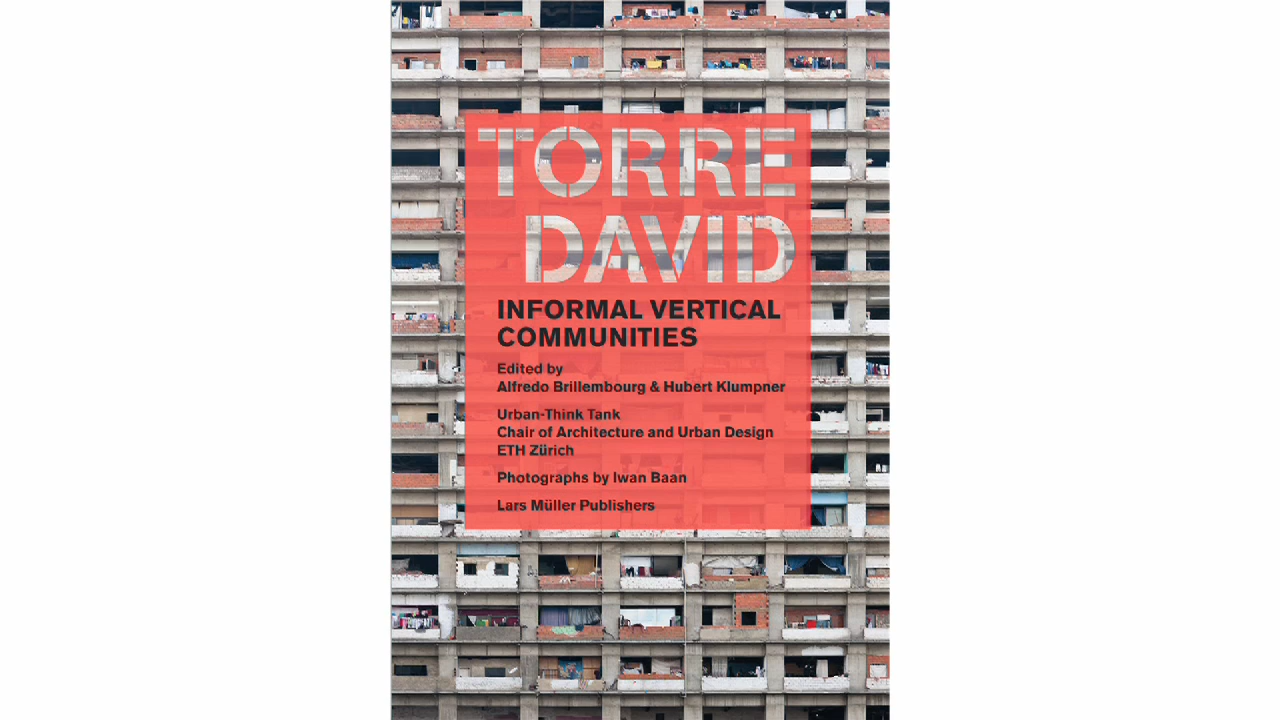 TORRE
DAVID
INFORMAL VERTICAL
COMMUNITIES
Edited by
Alfredo Brillembourg & Hubert Klumpner
Urban-Think Tank
Chair of Architecture and Urban Design
ETH Zürich
Photographs by Iwan Baan
Lars Müller Publishers